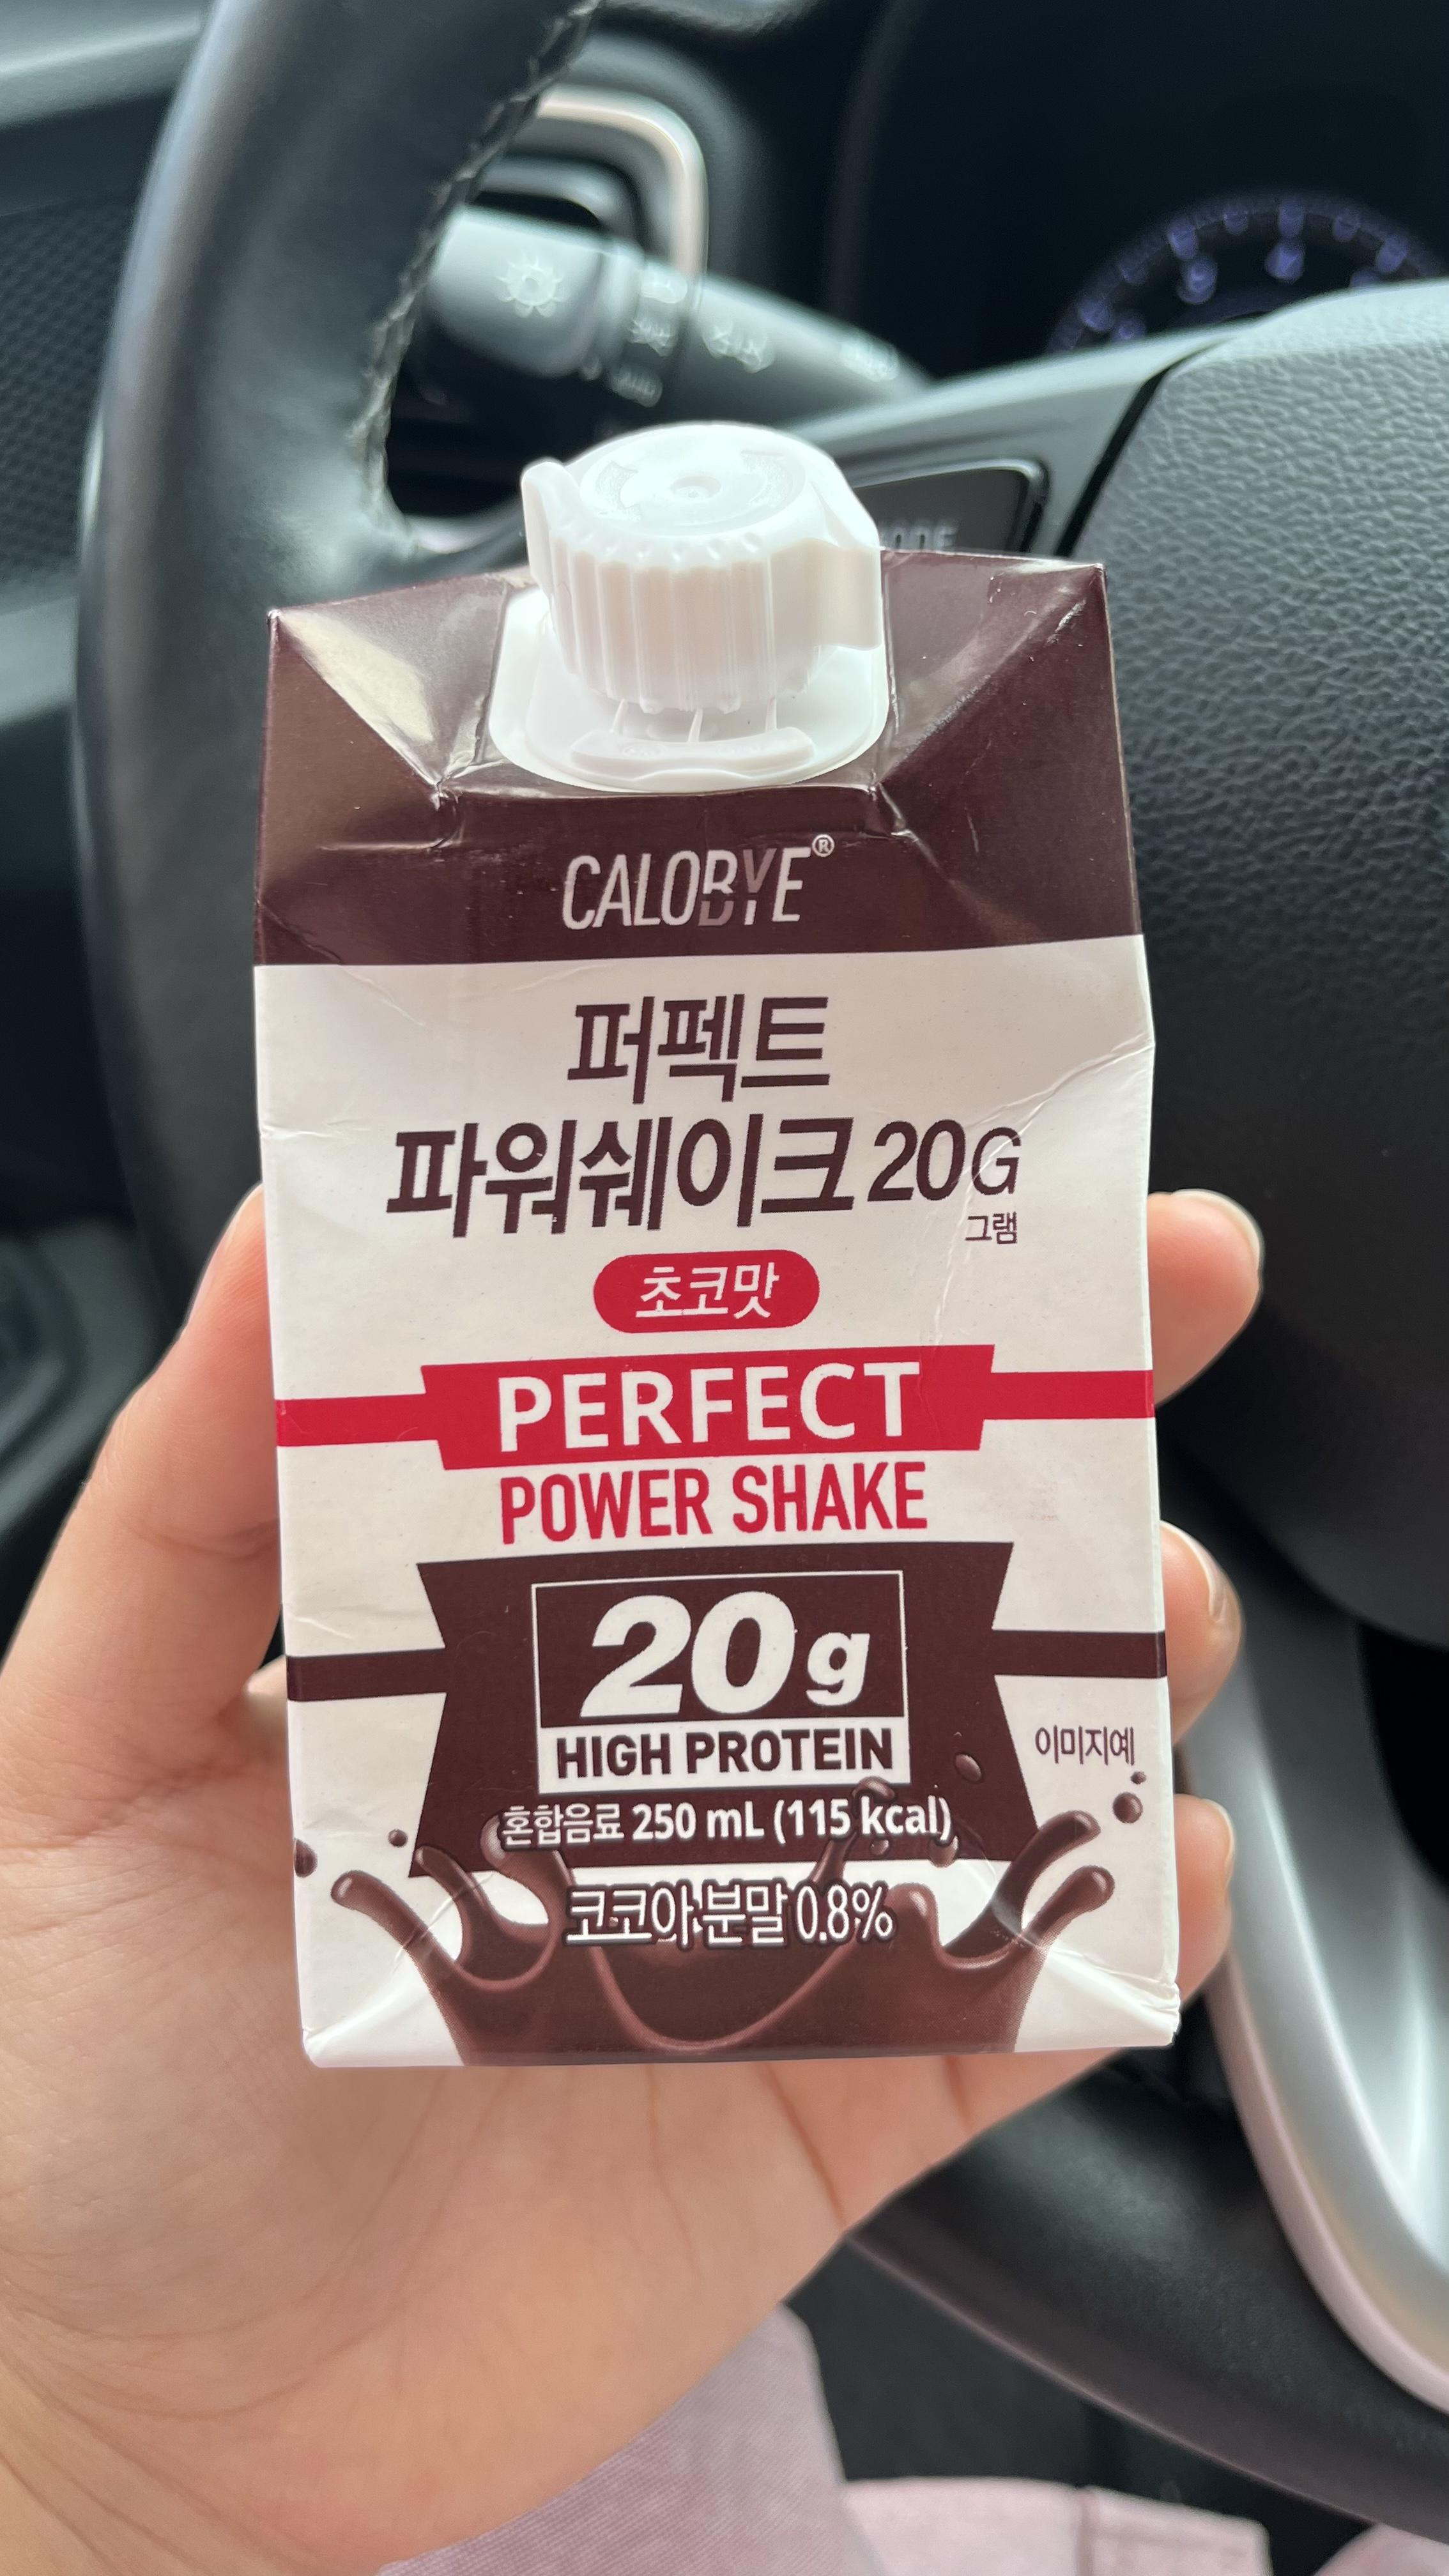 CALOBYE®
퍼펙트
파워쉐이크 20G
그램
초코맛
PERFECT
POWER SHAKE
20g
HIGH PROTEIN
이미지예
혼합음료 250 mL (115 kcal)
코코아분말 0.8%